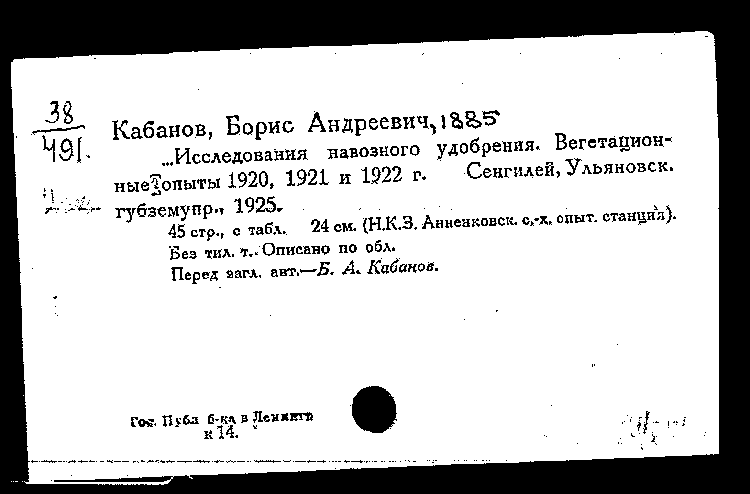 38
491.
Кабанов, Борис Андреевич, 1885
...Исследования навозного удобрения. Вегетацион-
ные опыты 1920, 1921 и 1922 г. Сенгилей, Ульяновск.
губземупр., 1925.
45 стр., с табл. 24 см. (Н.К.З. Анненковск. с.-х. опыт. станция).
Без тил. т.. Описано по обл.
Перед загл. авт.—Б. А. Кабанов.
Гос. Публ б-ка в Ленингр
к 14.